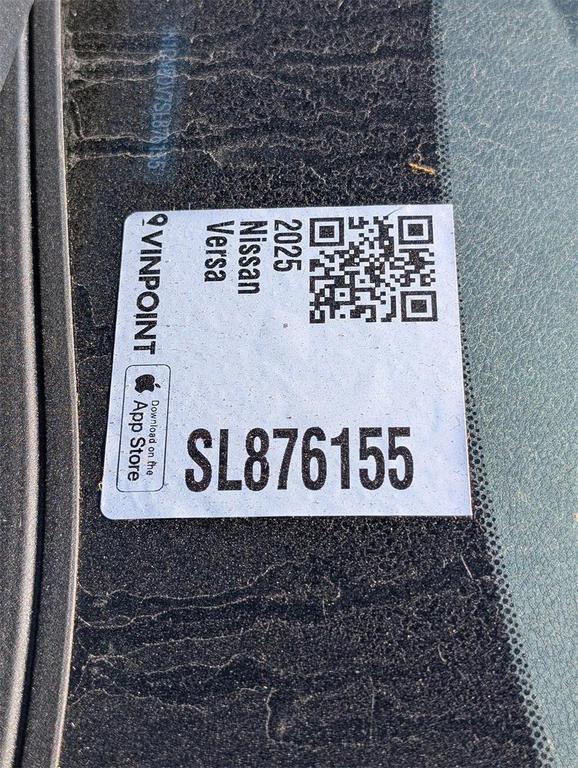 2025
Nissan
Versa
VINPOINT
Download on the
App Store
SL876155